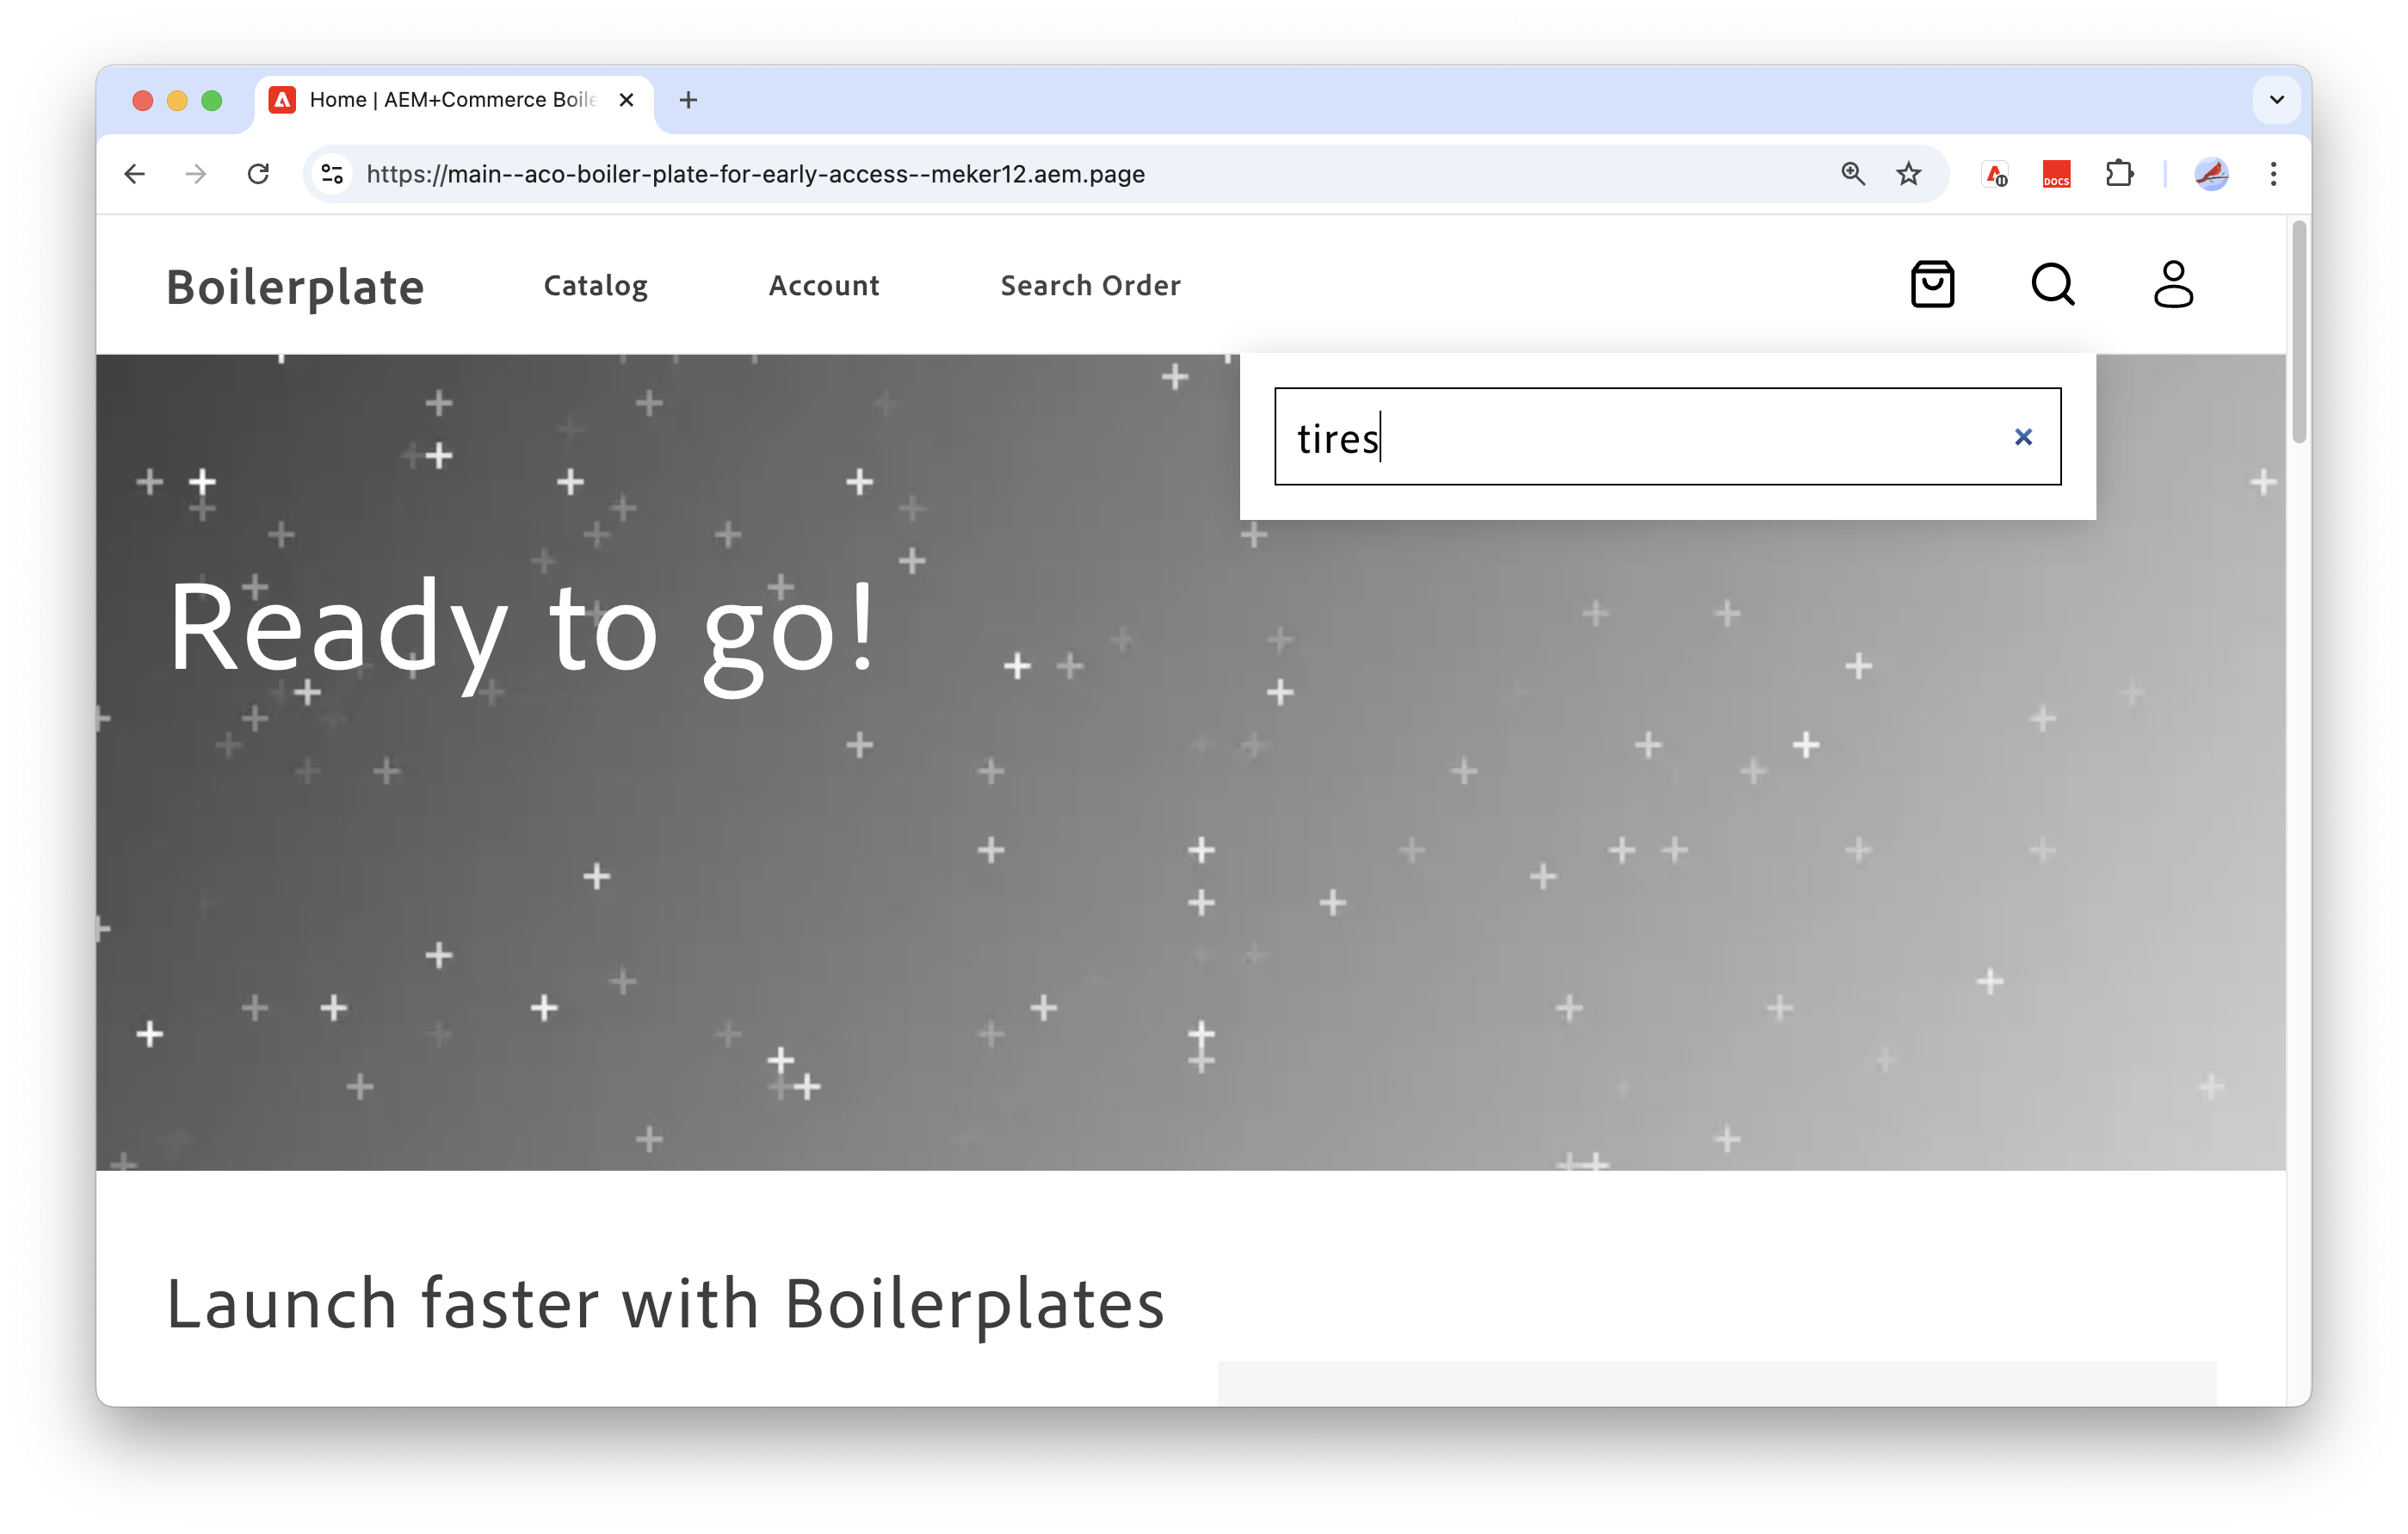 Home | AEM+Commerce Boile
https://main--aco-boiler-plate-for-early-access--meker12.aem.page
DOCS
Boilerplate
Catalog
Account
Search Order
tires
Ready to go!
Launch faster with Boilerplates